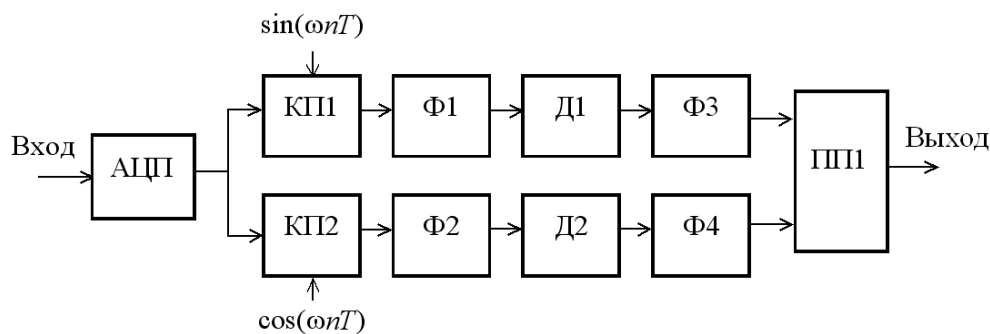 sin(ωnT)
КП1
Ф1
Д1
Ф3
Вход
АЦП
ПП1
Выход
КП2
Ф2
Д2
Ф4
cos(ωnT)